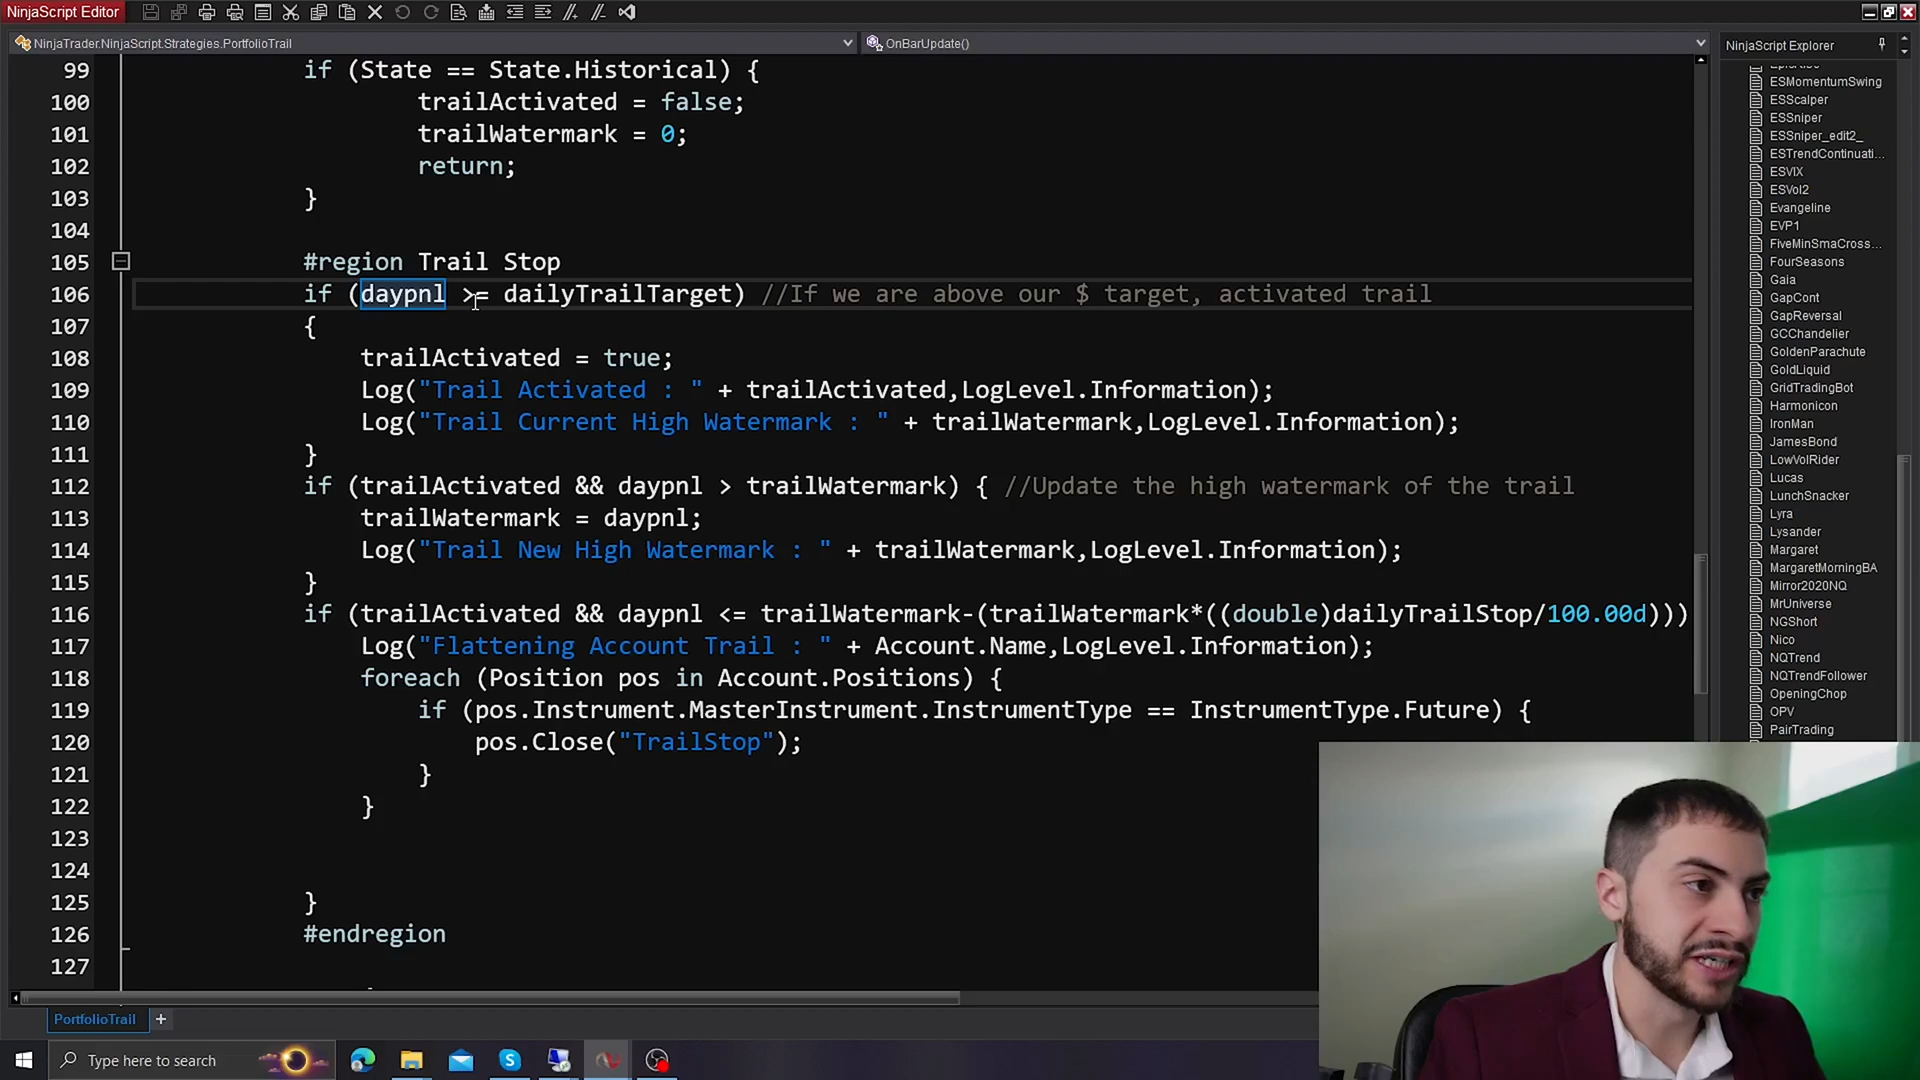 NinjaScript Editor
NinjaTrader.NinjaScript.Strategies.PortfolioTrail
OnBarUpdate()
99 if (State == State.Historical) {
100 trailActivated = false;
101 trailWatermark = 0;
102 return;
103 }
104
105 #region Trail Stop
106 if (daypnl >= dailyTrailTarget) //If we are above our $ target, activated trail
107 {
108 trailActivated = true;
109 Log("Trail Activated : " + trailActivated,LogLevel.Information);
110 Log("Trail Current High Watermark : " + trailWatermark,LogLevel.Information);
111 }
112 if (trailActivated && daypnl > trailWatermark) { //Update the high watermark of the trail
113 trailWatermark = daypnl;
114 Log("Trail New High Watermark : " + trailWatermark,LogLevel.Information);
115 }
116 if (trailActivated && daypnl <= trailWatermark-(trailWatermark*((double)dailyTrailStop/100.00d)))
117 Log("Flattening Account Trail : " + Account.Name,LogLevel.Information);
118 foreach (Position pos in Account.Positions) {
119 if (pos.Instrument.MasterInstrument.InstrumentType == InstrumentType.Future) {
120 pos.Close("TrailStop");
121 }
122 }
123
124
125 }
126 #endregion
127
PortfolioTrail +
Type here to search
NinjaScript Explorer
ESMomentumSwing
ESScalper
ESSniper
ESSniper_edit2_
ESTrendContinuati...
ESVIX
ESVol2
Evangeline
EVP1
FiveMinSmaCross...
FourSeasons
Gaia
GapCont
GapReversal
GCChandelier
GoldenParachute
GoldLiquid
GridTradingBot
Harmonicon
IronMan
JamesBond
LowVolRider
Lucas
LunchSnacker
Lyra
Lysander
Margaret
MargaretMorningBA
Mirror2020NQ
MrUniverse
NGShort
Nico
NQTrend
NQTrendFollower
OpeningChop
OPV
PairTrading